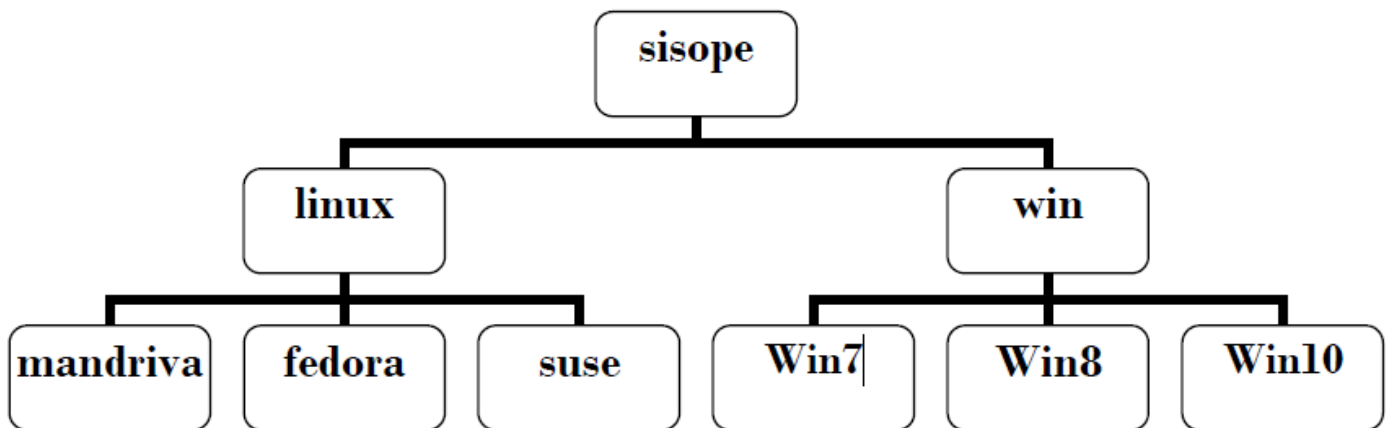 sisope
linux
win
mandriva
fedora
suse
Win7
Win8
Win10